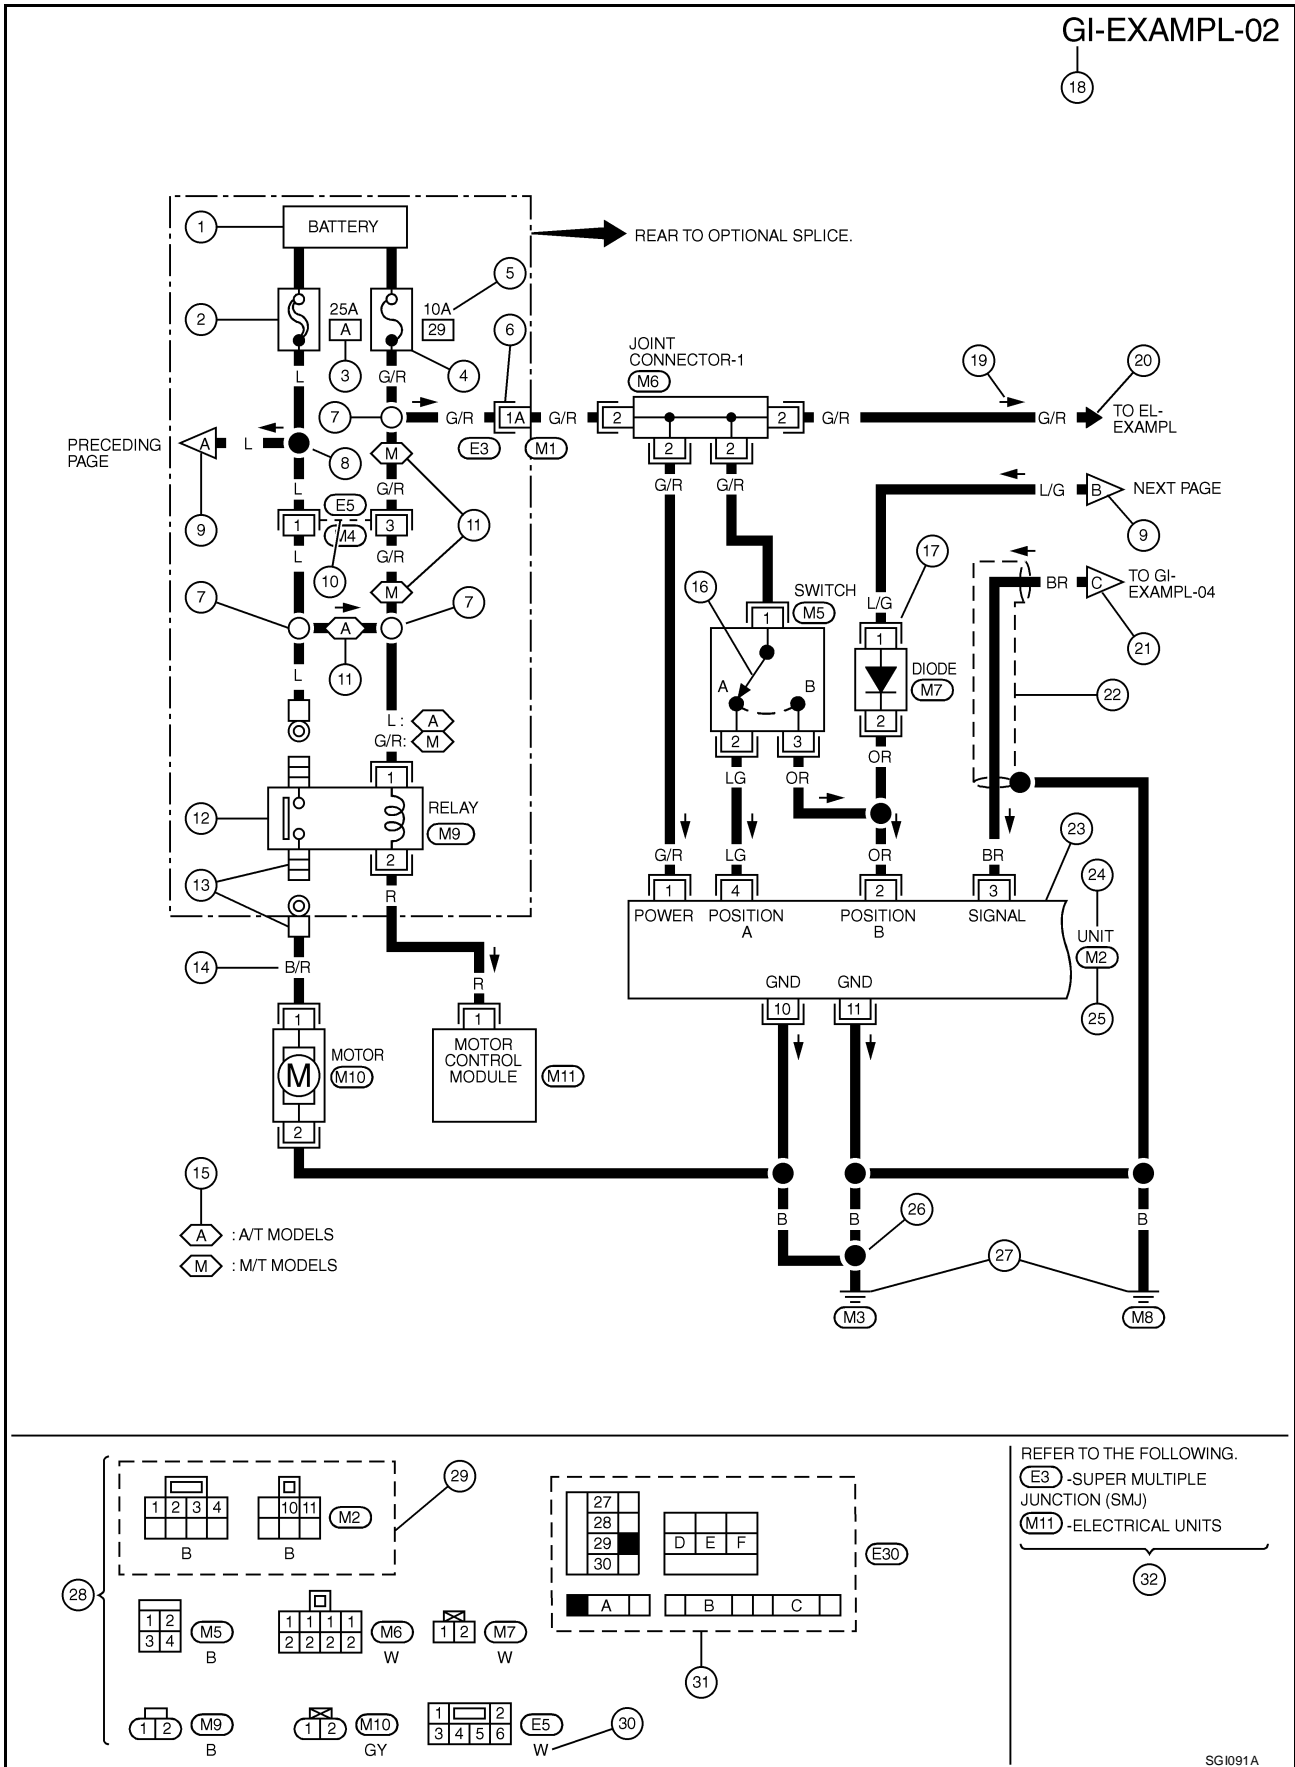 GI-EXAMPL-02
18
1
BATTERY
REAR TO OPTIONAL SPLICE.
5
2
25A
A
10A
29
6
3
4
JOINT
CONNECTOR-1
M6
19
20
L
G/R
7
G/R
1A
G/R
2
2
G/R
G/R
TO EL-
EXAMPL
PRECEDING
PAGE
A
L
8
M
E3
M1
2
2
9
L
G/R
G/R
G/R
L/G
B
NEXT PAGE
E5
1
M4
3
11
9
L
G/R
10
17
BR
C
TO GI-
EXAMPL-04
7
M
7
16
SWITCH
M5
L/G
21
A
1
1
L
11
A
B
DIODE
M7
22
L :
A
G/R:
M
2
3
2
1
LG
OR
OR
12
RELAY
M9
23
2
G/R
LG
OR
BR
24
13
R
1
4
2
3
POWER
POSITION
A
POSITION
B
SIGNAL
UNIT
M2
14
B/R
R
GND
GND
25
1
1
10
11
MOTOR
M10
M
MOTOR
CONTROL
MODULE
M11
2
15
A
: A/T MODELS
M
: M/T MODELS
B
B
B
26
27
M3
M8
28
1 2 3 4
B
10 11
B
M2
29
27
28
29
30
D E F
E30
A
B
C
31
1 2
3 4
M5
B
1 1 1 1
2 2 2 2
M6
W
1 2
M7
W
1 2
M9
B
1 2
M10
GY
1 2
3 4 5 6
E5
W
30
REFER TO THE FOLLOWING.
E3 -SUPER MULTIPLE
JUNCTION (SMJ)
M11 -ELECTRICAL UNITS
32
SGI091A